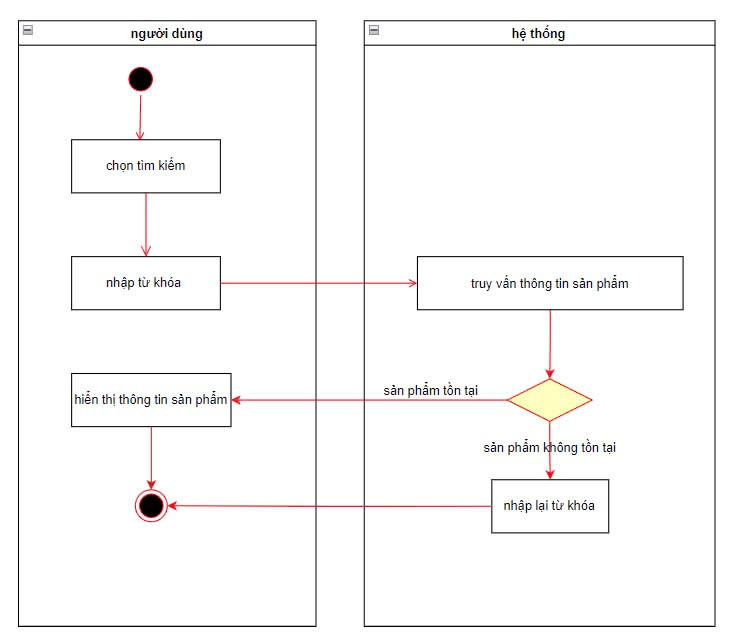 người dùng
hệ thống
chọn tìm kiếm
nhập từ khóa
truy vấn thông tin sản phẩm
sản phẩm tồn tại
hiển thị thông tin sản phẩm
sản phẩm không tồn tại
nhập lại từ khóa